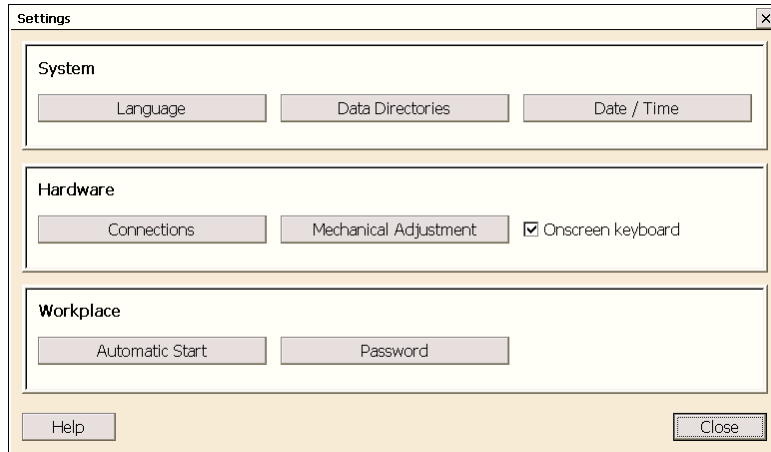 Settings
System
Language Data Directories Date / Time
Hardware
Connections Mechanical Adjustment Onscreen keyboard
Workplace
Automatic Start Password
Help Close